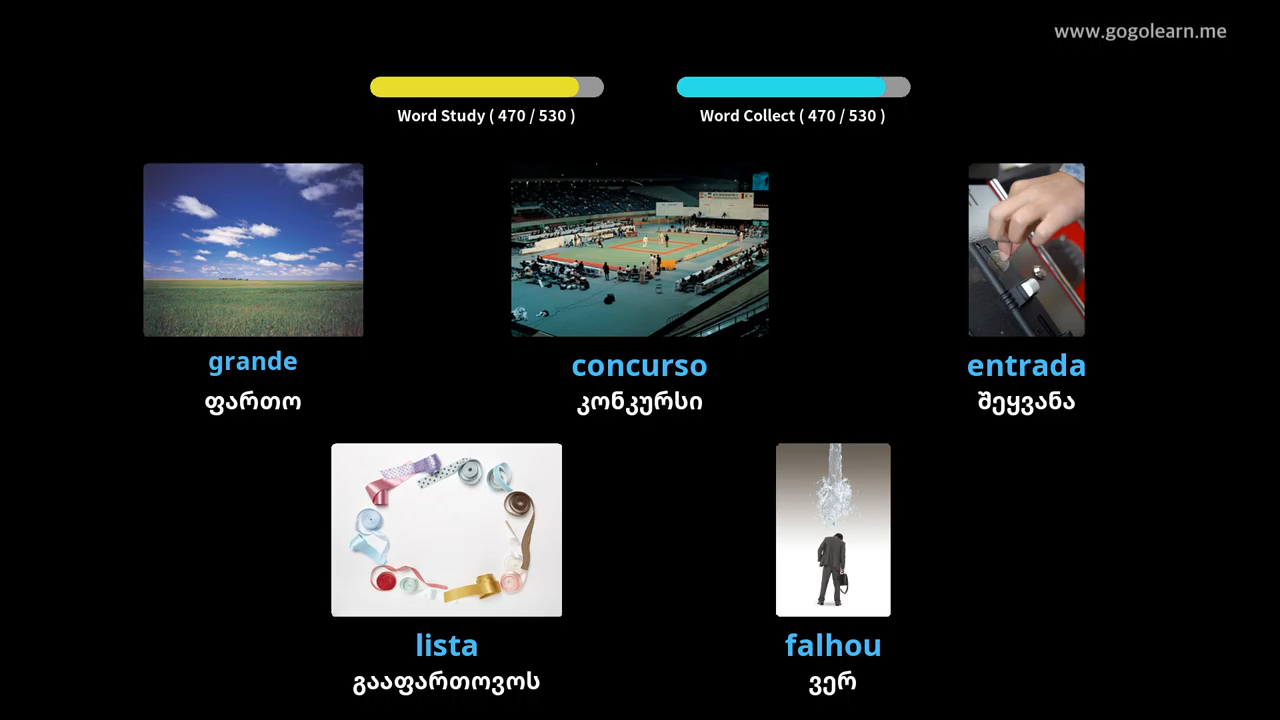 www.gogolearn.me
Word Study ( 470 / 530 )
Word Collect ( 470 / 530 )
grande
ფართო
concurso
კონკურსი
entrada
შეყვანა
lista
გააფართოვოს
falhou
ვერ